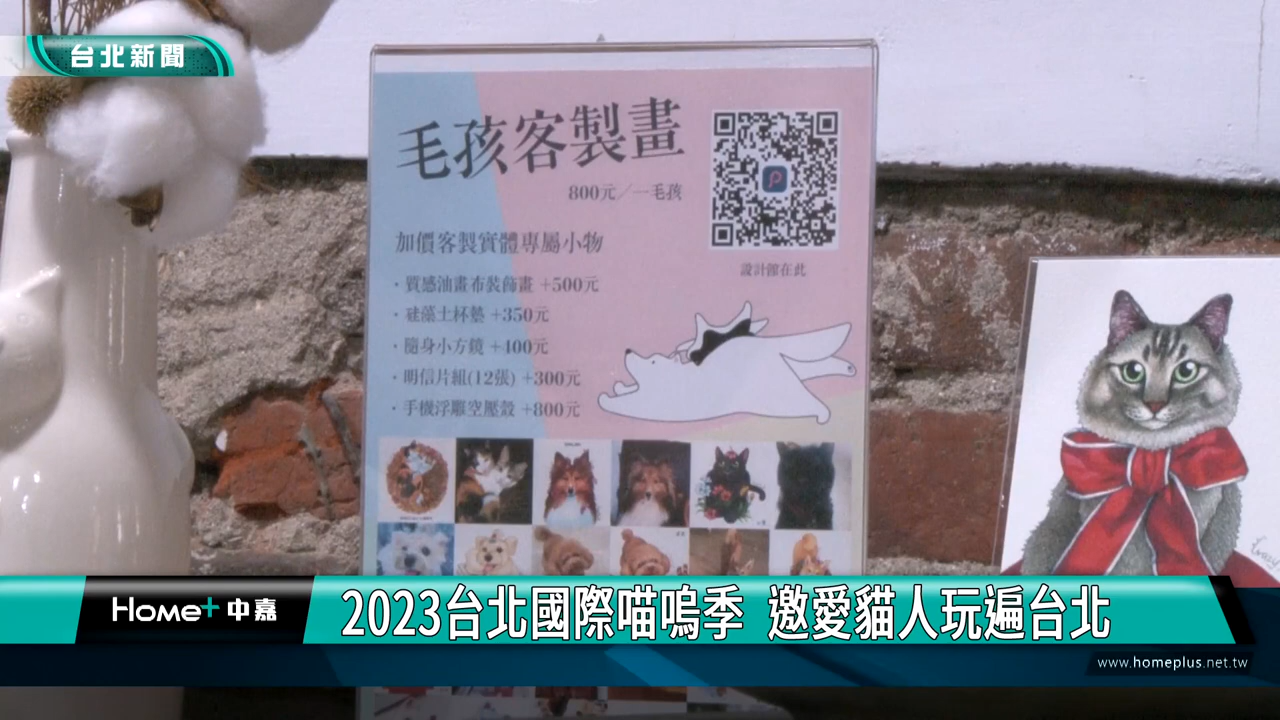 台北新聞
毛孩客製畫
800元／一毛孩
加價客製實體專屬小物
・質感油畫布裝飾畫 +500元
・硅藻土杯墊 +350元
・隨身小方鏡 +400元
・明信片組(12張) +300元
・手機浮雕空壓殼 +800元
設計館在此
Home+ 中嘉
2023台北國際喵嗚季 邀愛貓人玩遍台北
www.homeplus.net.tw